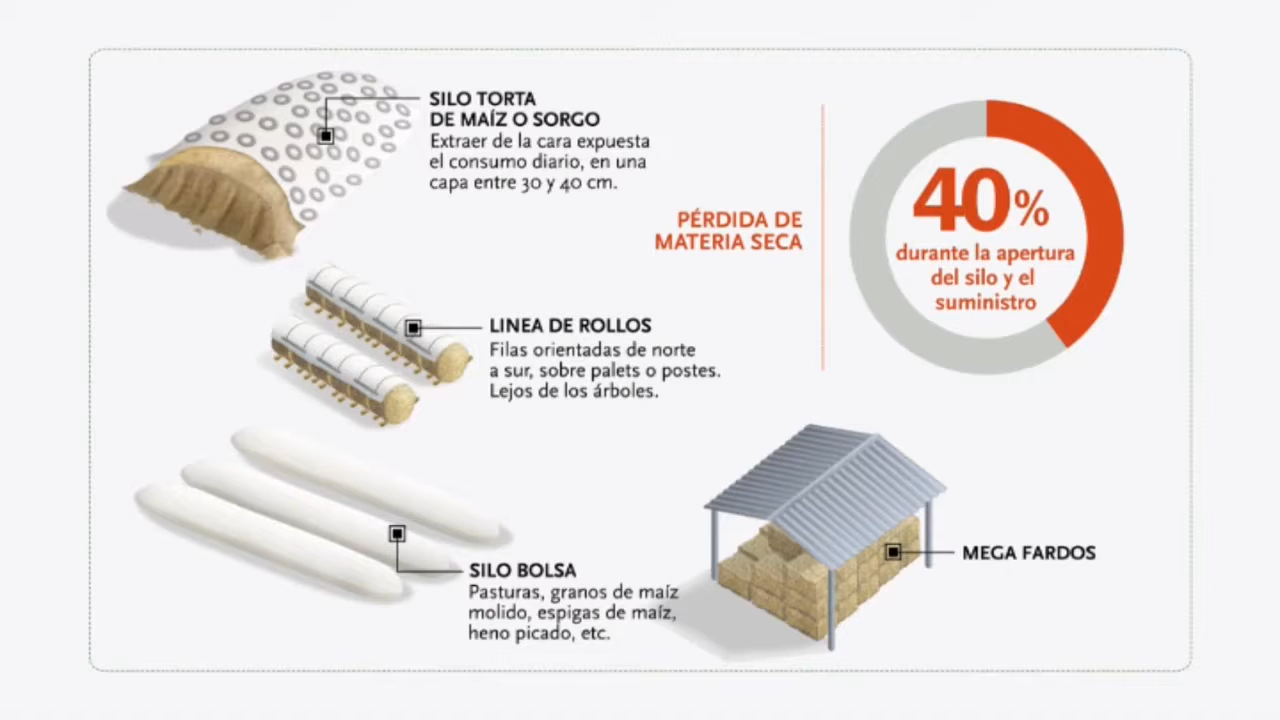 SILO TORTA
DE MAÍZ O SORGO
Extraer de la cara expuesta
el consumo diario, en una
capa entre 30 y 40 cm.
PÉRDIDA DE
MATERIA SECA
40%
durante la apertura
del silo y el
suministro
LINEA DE ROLLOS
Filas orientadas de norte
a sur, sobre palets o postes.
Lejos de los árboles.
SILO BOLSA
Pasturas, granos de maíz
molido, espigas de maíz,
heno picado, etc.
MEGA FARDOS